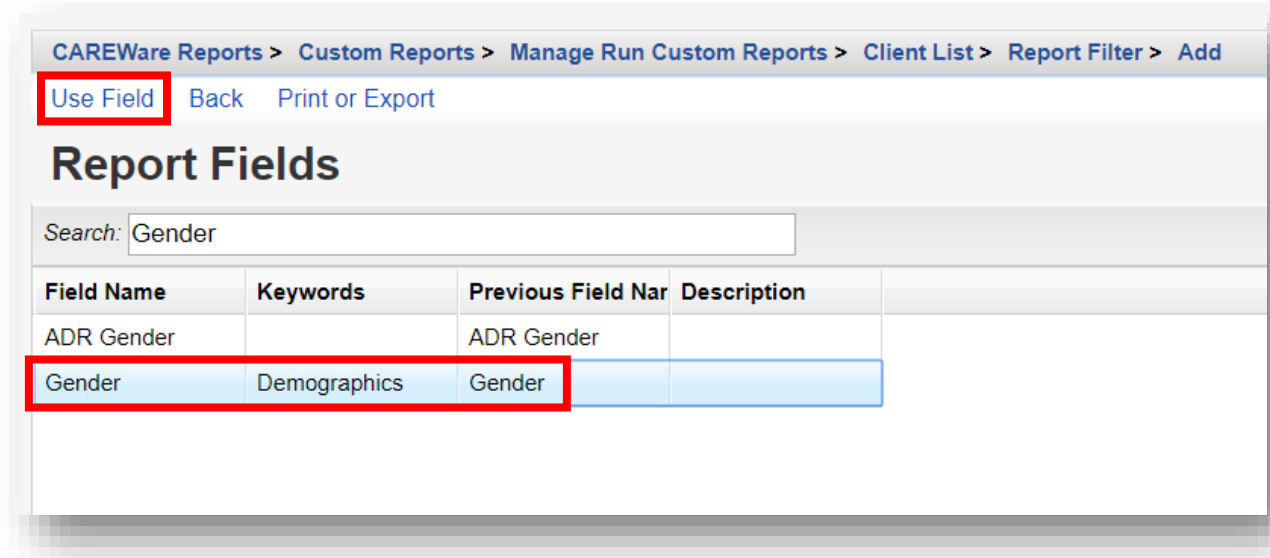 CAREWare Reports > Custom Reports > Manage Run Custom Reports > Client List > Report Filter > Add
Use Field Back Print or Export
Report Fields
Search: Gender
Field Name Keywords Previous Field Nar Description
ADR Gender ADR Gender
Gender Demographics Gender